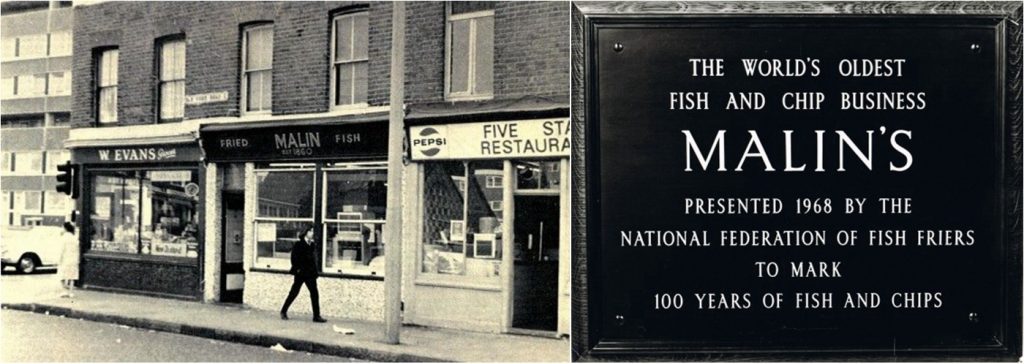 W. EVANS
FRIED MALIN FISH
EST 1860
PEPSI
FIVE STA
RESTAURA
THE WORLD'S OLDEST
FISH AND CHIP BUSINESS
MALIN'S
PRESENTED 1968 BY THE
NATIONAL FEDERATION OF FISH FRIERS
TO MARK
100 YEARS OF FISH AND CHIPS